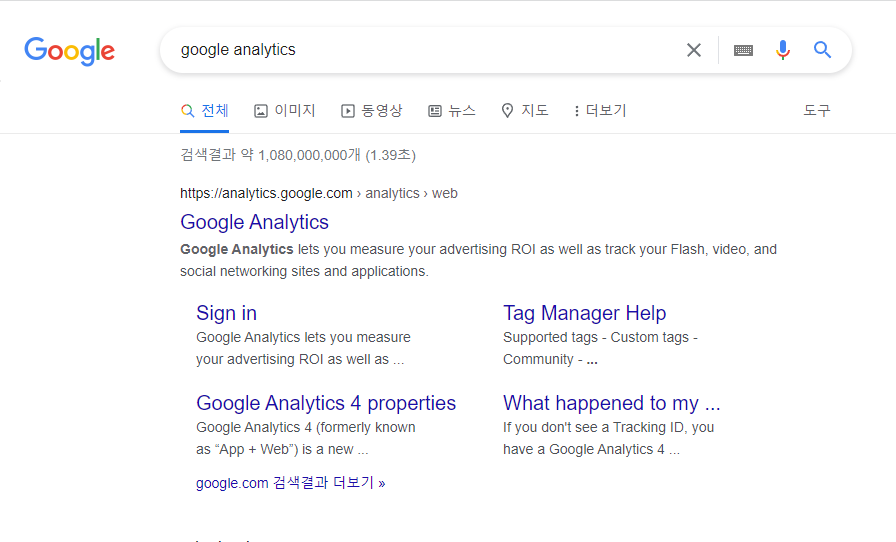 Google
google analytics
전체 이미지 동영상 뉴스 지도 더보기 도구
검색결과 약 1,080,000,000개 (1.39초)
https://analytics.google.com › analytics › web
Google Analytics
Google Analytics lets you measure your advertising ROI as well as track your Flash, video, and
social networking sites and applications.
Sign in
Google Analytics lets you measure
your advertising ROI as well as ...
Tag Manager Help
Supported tags - Custom tags -
Community - ...
Google Analytics 4 properties
Google Analytics 4 (formerly known
as “App + Web”) is a new ...
What happened to my ...
If you don't see a Tracking ID, you
have a Google Analytics 4 ...
google.com 검색결과 더보기 »